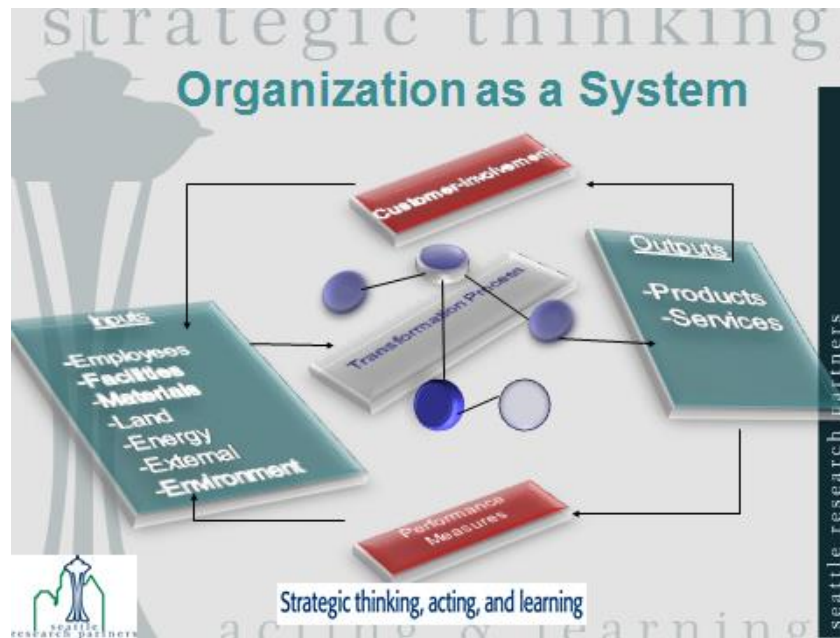 strategic thinking
Organization as a System
Customer-Involvement
Outputs
-Products
-Services
Transformation Process
Inputs
-Employees
-Facilities
-Materials
-Land
-Energy
-External
-Environment
Performance
Measures
seattle research partners
seattle
research partners
Strategic thinking, acting, and learning
acting & learning